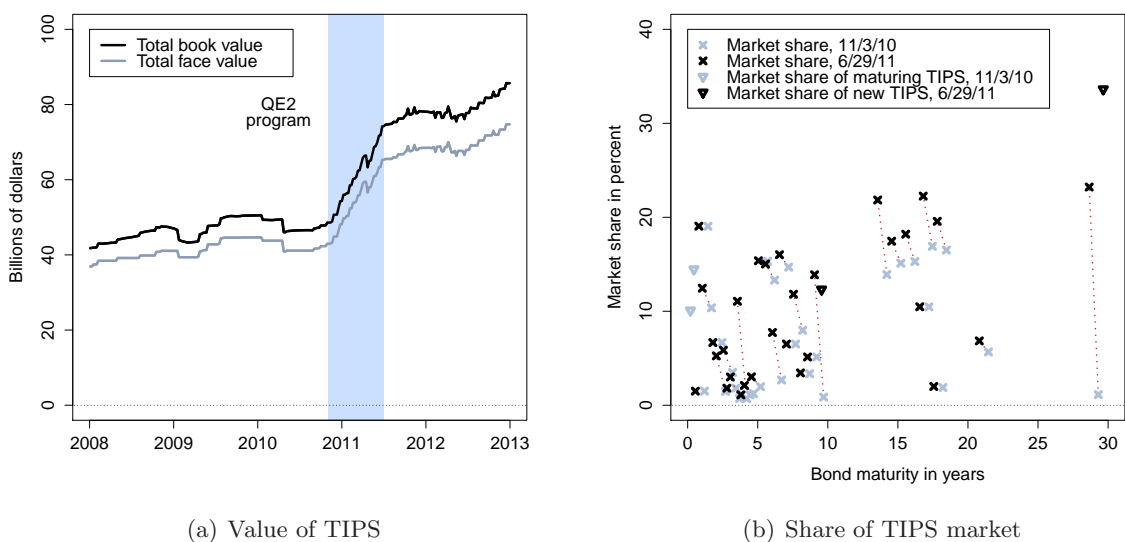 Billions of dollars
0 20 40 60 80 100
2008 2009 2010 2011 2012 2013
Total book value
Total face value
QE2
program
(a) Value of TIPS
Market share in percent
0 10 20 30 40
0 5 10 15 20 25 30
Bond maturity in years
Market share, 11/3/10
Market share, 6/29/11
Market share of maturing TIPS, 11/3/10
Market share of new TIPS, 6/29/11
(b) Share of TIPS market